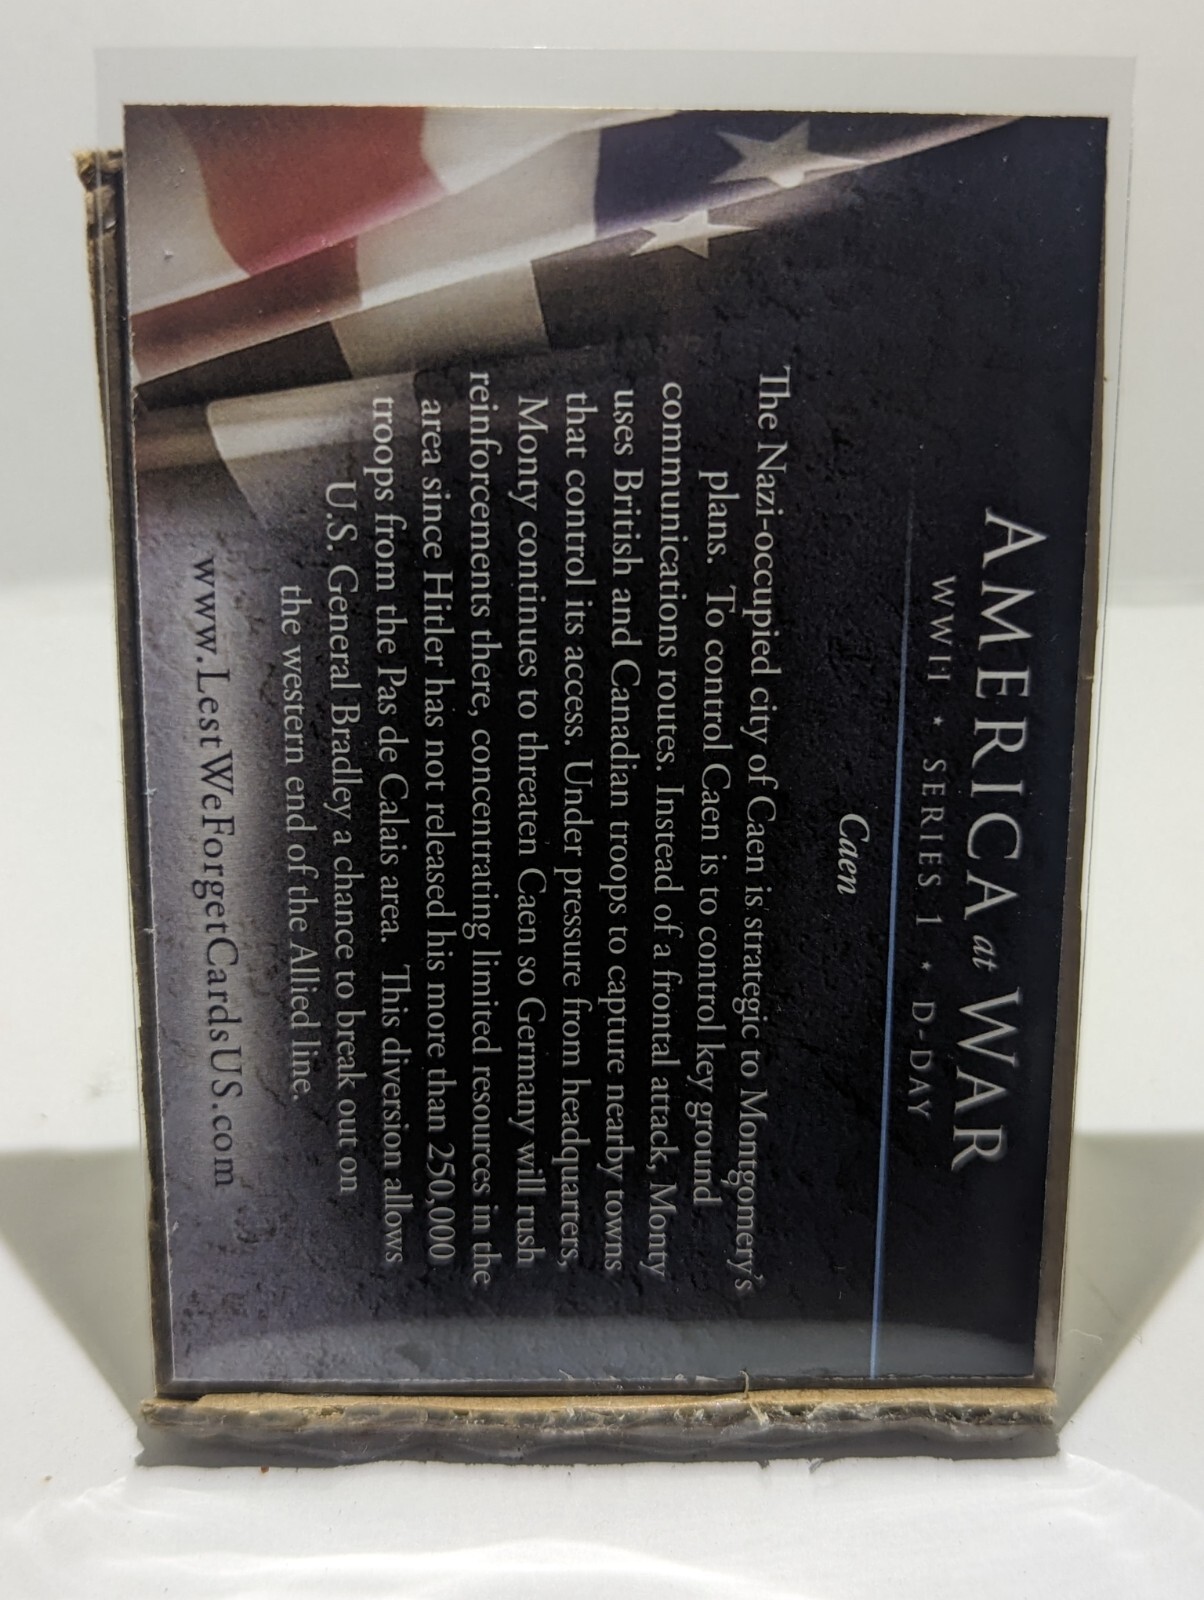 AMERICA at WAR
WWII ★ SERIES 1 ★ D-DAY
Caen
The Nazi-occupied city of Caen is strategic to Montgomery's
plans. To control Caen is to control key ground
communications routes. Instead of a frontal attack, Monty
uses British and Canadian troops to capture nearby towns
that control its access. Under pressure from headquarters,
Monty continues to threaten Caen so Germany will rush
reinforcements there, concentrating limited resources in the
area since Hitler has not released his more than 250,000
troops from the Pas de Calais area. This diversion allows
U.S. General Bradley a chance to break out on
the western end of the Allied line.
www.LestWeForgetCardsUS.com